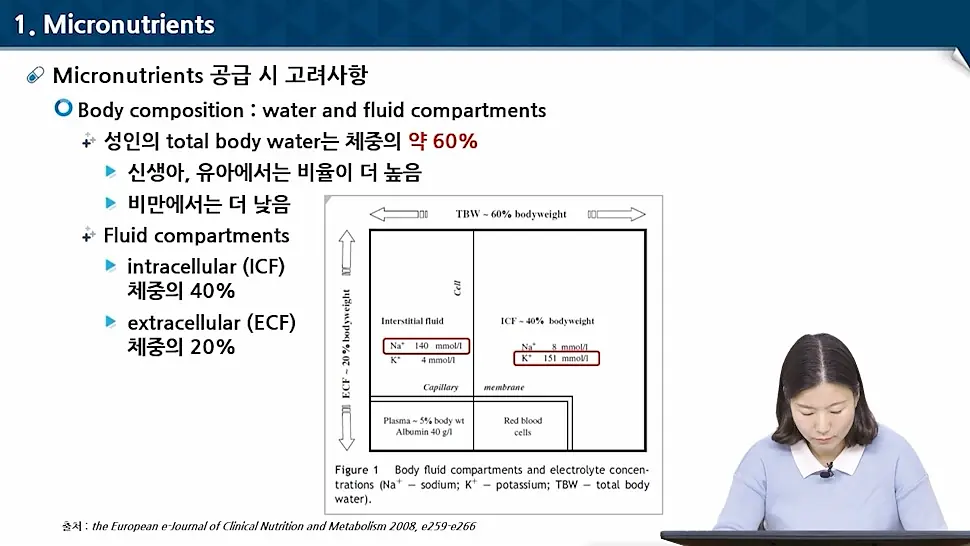 1. Micronutrients
Micronutrients 공급 시 고려사항
Body composition : water and fluid compartments
성인의 total body water는 체중의 약 60%
신생아, 유아에서는 비율이 더 높음
비만에서는 더 낮음
Fluid compartments
intracellular (ICF)
체중의 40%
extracellular (ECF)
체중의 20%
TBW ~ 60% bodyweight
ECF ~ 20% bodyweight
Cell
Interstitial fluid
Na⁺ 140 mmol/l
K⁺ 4 mmol/l
ICF ~ 40% bodyweight
Na⁺ 8 mmol/l
K⁺ 151 mmol/l
Capillary membrane
Plasma ~ 5% body wt
Albumin 40 g/l
Red blood
cells
Figure 1 Body fluid compartments and electrolyte concen-
trations (Na⁺ — sodium; K⁺ — potassium; TBW — total body
water).
출처 : the European e-Journal of Clinical Nutrition and Metabolism 2008, e259-e266